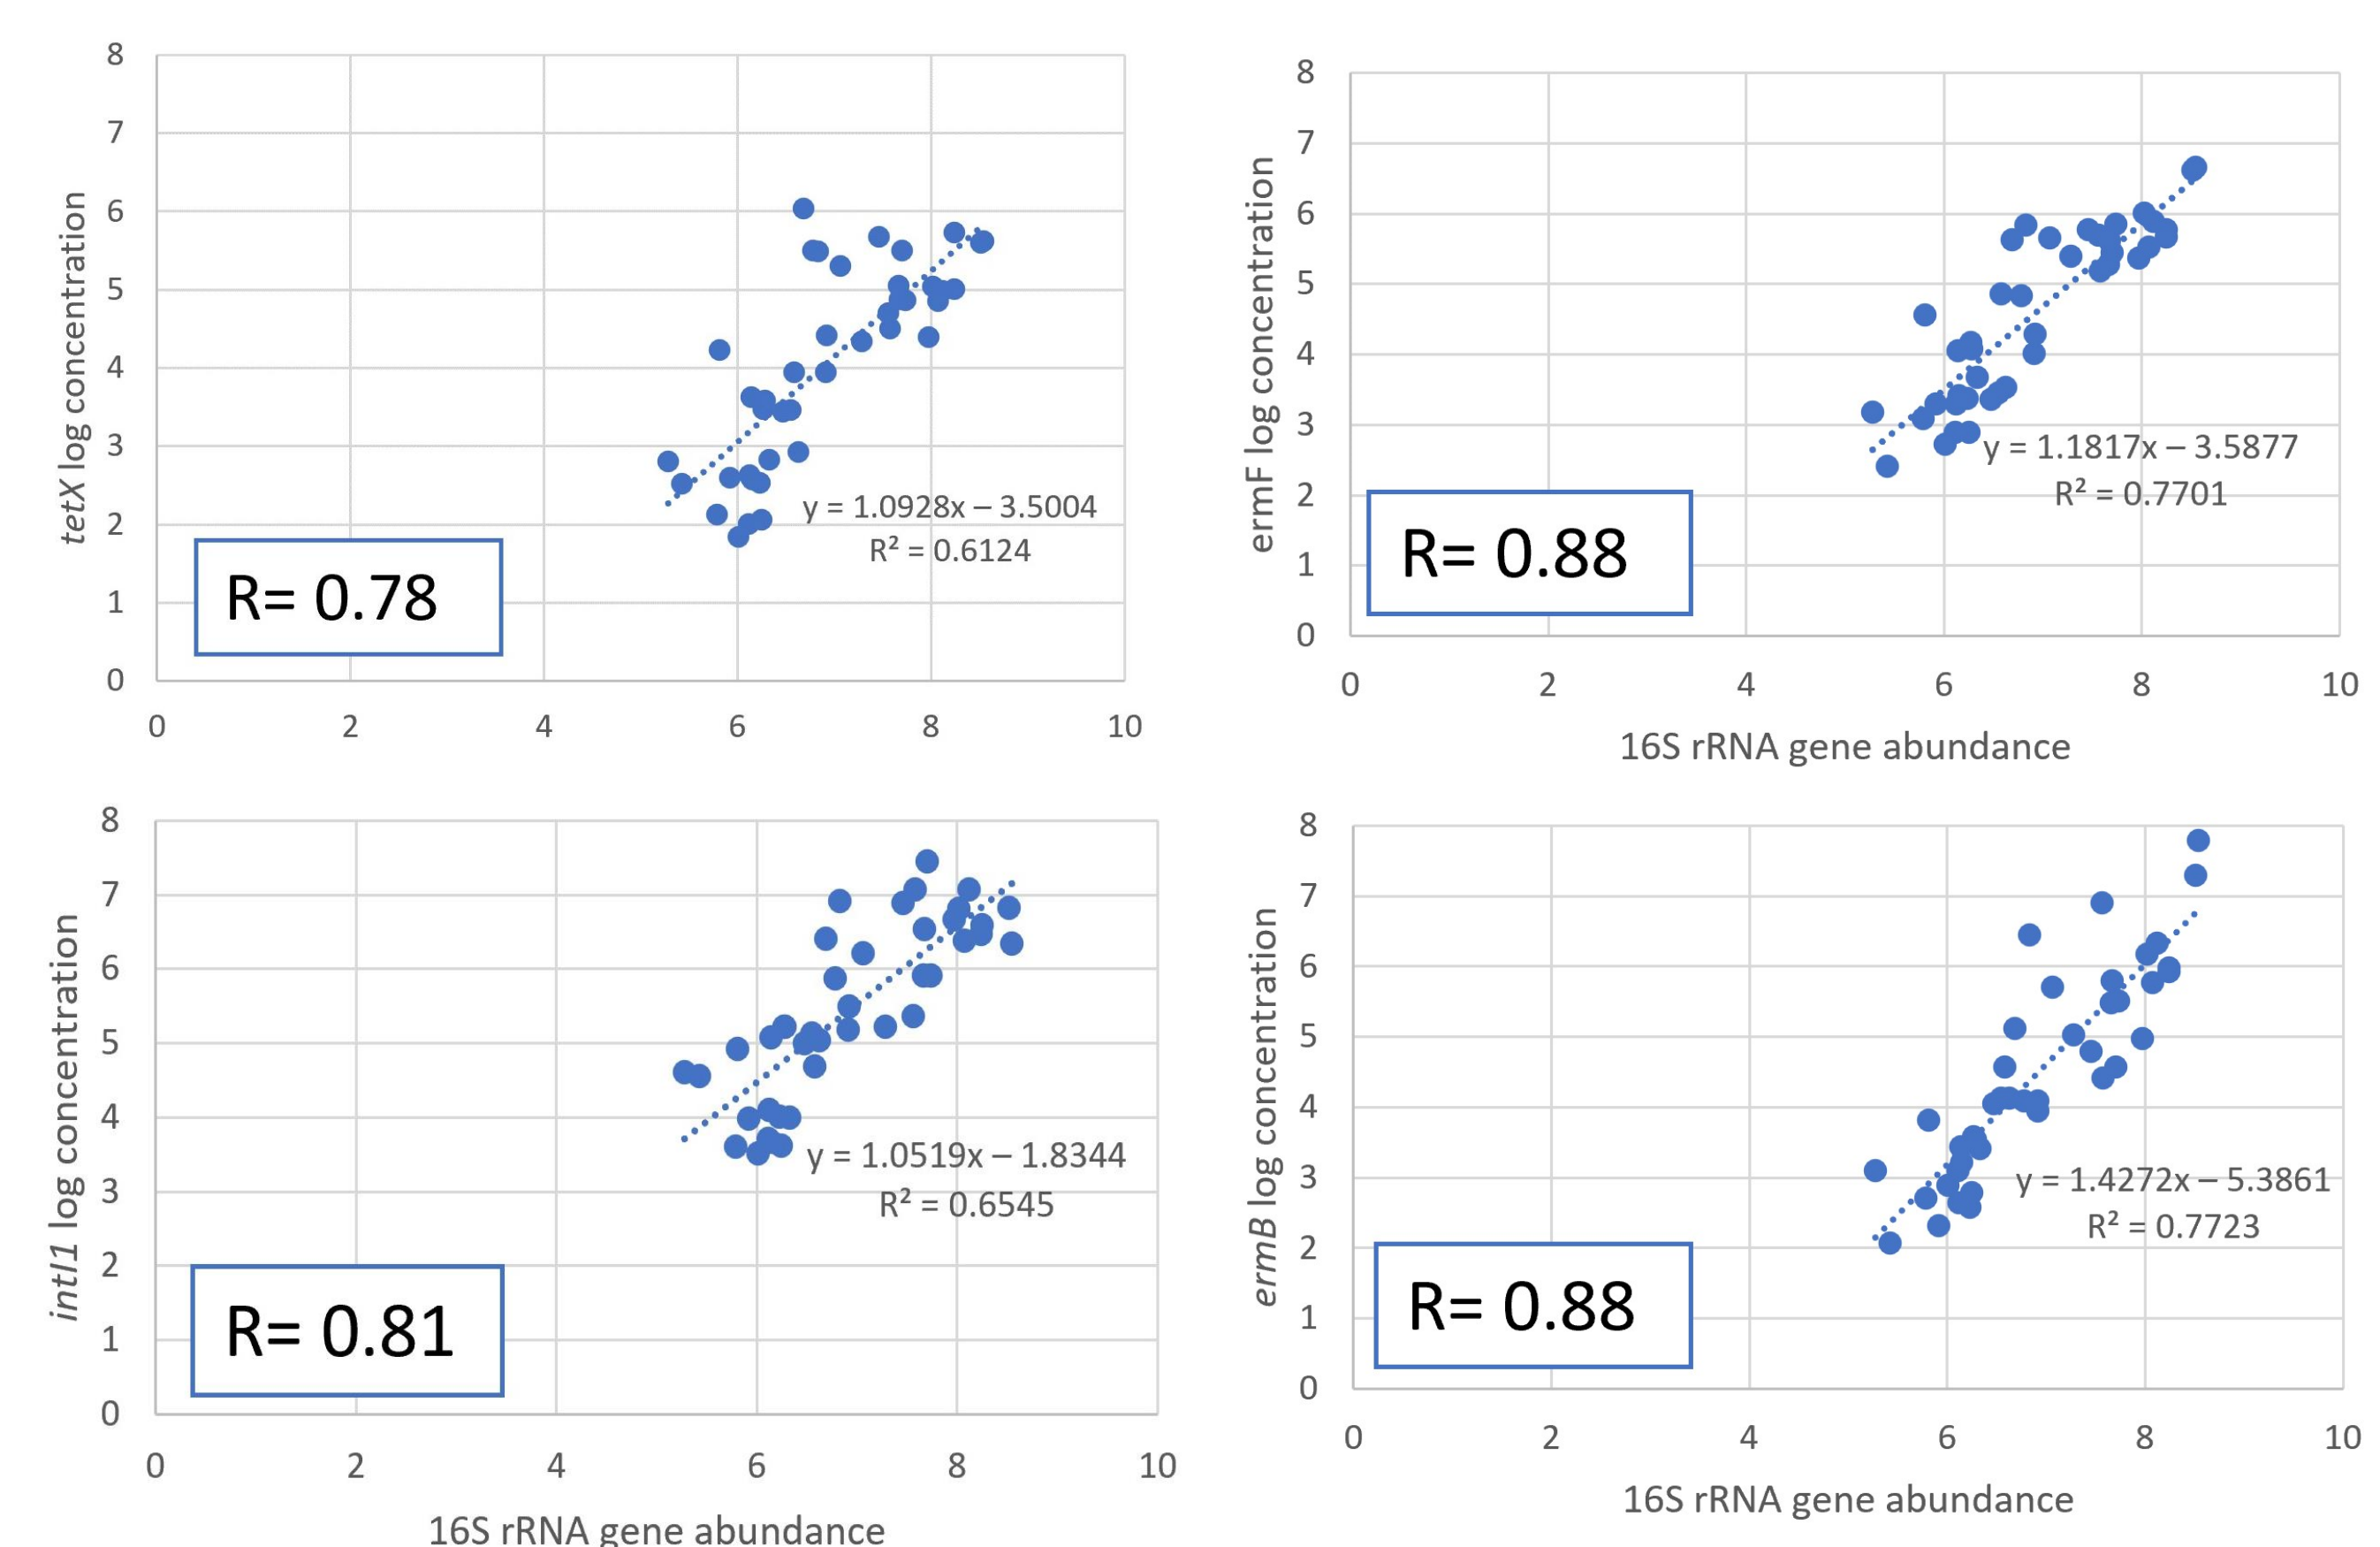 8
7
6
5
4
3
2
1
0
tetX log concentration
y = 1.0928x – 3.5004
R² = 0.6124
R= 0.78
0 2 4 6 8 10
8
7
6
5
4
3
2
1
0
ermF log concentration
y = 1.1817x – 3.5877
R² = 0.7701
R= 0.88
0 2 4 6 8 10
16S rRNA gene abundance
8
7
6
5
4
3
2
1
0
intI1 log concentration
y = 1.0519x – 1.8344
R² = 0.6545
R= 0.81
0 2 4 6 8 10
16S rRNA gene abundance
8
7
6
5
4
3
2
1
0
ermB log concentration
y = 1.4272x – 5.3861
R² = 0.7723
R= 0.88
0 2 4 6 8 10
16S rRNA gene abundance